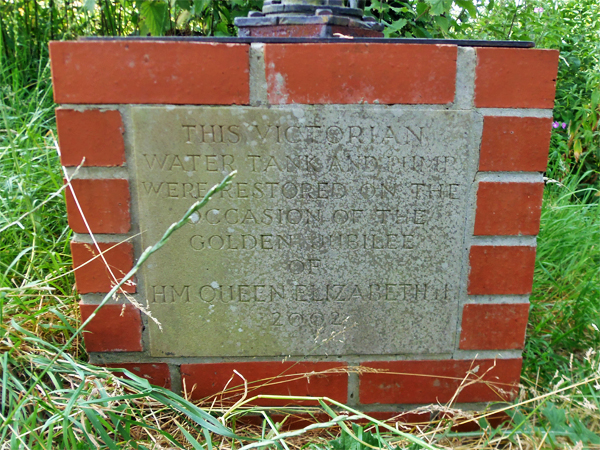 THIS VICTORIAN
WATER TANK AND PUMP
WERE RESTORED ON THE
OCCASION OF THE
GOLDEN JUBILEE
OF
HM QUEEN ELIZABETH II
2002